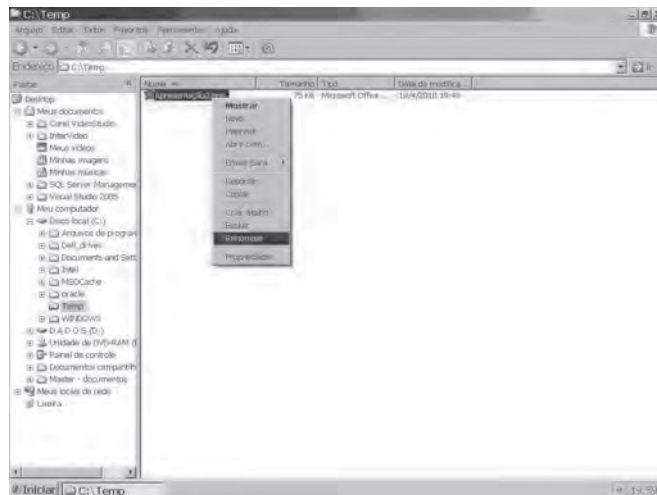 C:\Temp
Arquivo Editar Exibir Favoritos Ferramentas Ajuda
Endereço C:\Temp
Ir
Pastas
Nome Tamanho Tipo Data de modifica...
Desktop
Meus documentos
Corel VideoStudio
InterVideo
Meus vídeos
Minhas imagens
Minhas músicas
SQL Server Manageme
Visual Studio 2005
Meu computador
Disco local (C:)
Arquivos de program
Dell_drives
Documents and Sett
Intel
MSOCache
oracle
Temp
WINDOWS
D A D O S (D:)
Unidade de DVD-RAM (
Painel de controle
Documentos compartilh
Master - documentos
Meus locais de rede
Lixeira
75 KB Microsoft Office ...
Mostrar
Novo
Imprimir
Abrir com...
Enviar para
Recortar
Copiar
Criar atalho
Excluir
Renomear
Propriedades
Iniciar C:\Temp